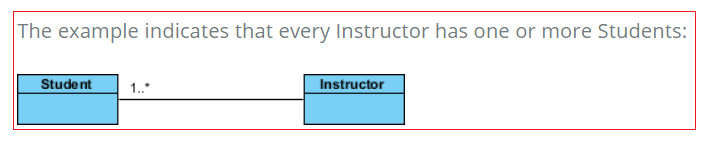 The example indicates that every Instructor has one or more Students:
Student
1..*
Instructor